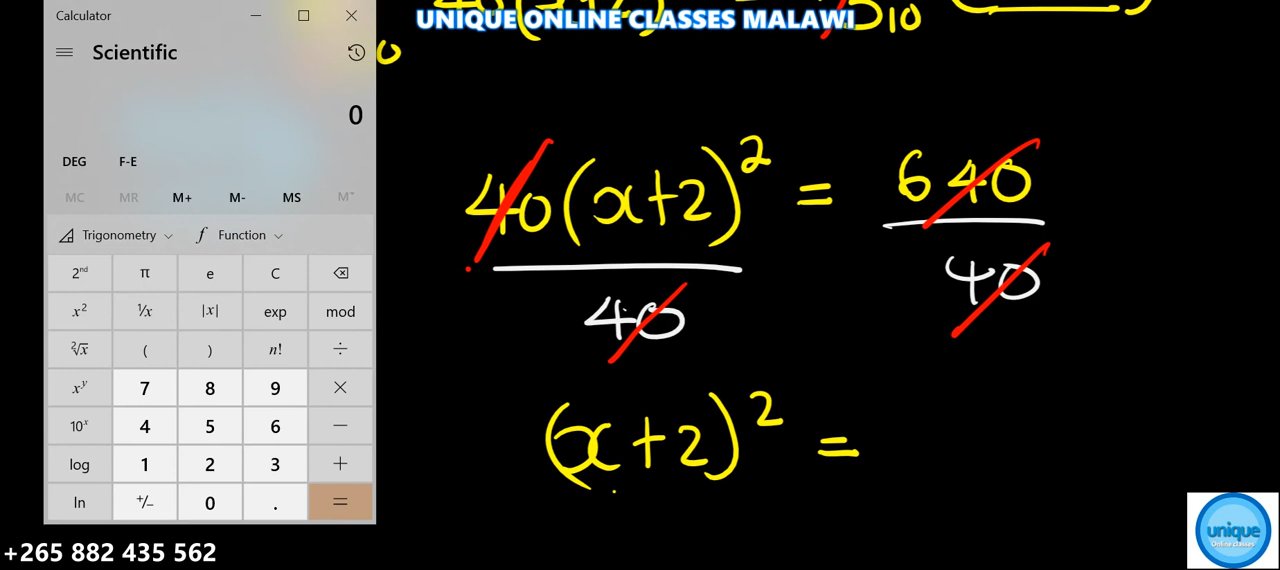 Calculator
UNIQUE ONLINE CLASSES MALAWI
Scientific
0
DEG F-E
MC MR M+ M- MS M˅
Trigonometry Function
2ⁿᵈ π e C
x² ¹/x |x| exp mod
²√x ( ) n! ÷
xʸ 7 8 9 ×
10ˣ 4 5 6 −
log 1 2 3 +
ln +/− 0 . =
40(x+2)² = 640
40 40
(x+2)² =
unique
Online classes
+265 882 435 562